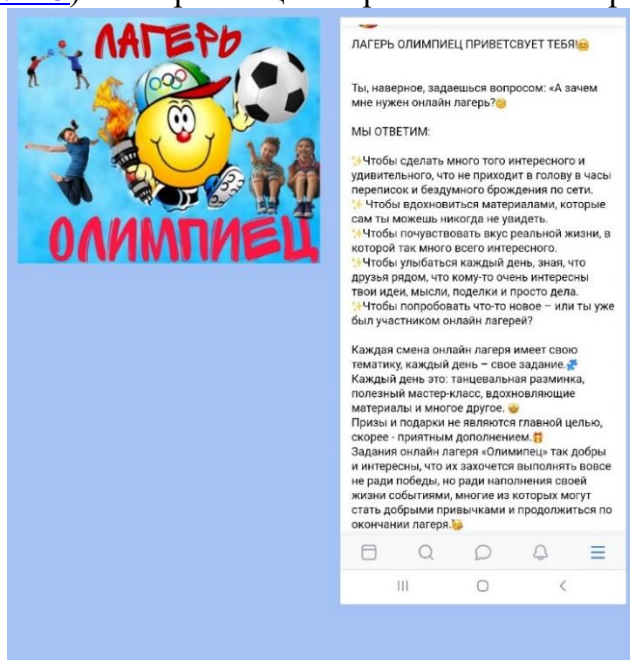 ЛАГЕРЬ
ОЛИМПИЕЦ
ЛАГЕРЬ ОЛИМПИЕЦ ПРИВЕТСВУЕТ ТЕБЯ!😄
Ты, наверное, задаешься вопросом: «А зачем
мне нужен онлайн лагерь?🤔
МЫ ОТВЕТИМ:
✨Чтобы сделать много того интересного и
удивительного, что не приходит в голову в часы
переписок и бездумного брождения по сети.
✨ Чтобы вдохновиться материалами, которые
сам ты можешь никогда не увидеть.
✨Чтобы почувствовать вкус реальной жизни, в
которой так много всего интересного.
✨Чтобы улыбаться каждый день, зная, что
друзья рядом, что кому-то очень интересны
твои идеи, мысли, поделки и просто дела.
✨Чтобы попробовать что-то новое – или ты уже
был участником онлайн лагерей?
Каждая смена онлайн лагеря имеет свою
тематику, каждый день – свое задание.🧩
Каждый день это: танцевальная разминка,
полезный мастер-класс, вдохновляющие
материалы и многое другое. 😀
Призы и подарки не являются главной целью,
скорее - приятным дополнением.🎁
Задания онлайн лагеря «Олимипец» так добры
и интересны, что их захочется выполнять вовсе
не ради победы, но ради наполнения своей
жизни событиями, многие из которых могут
стать добрыми привычками и продолжиться по
окончании лагеря.🥳